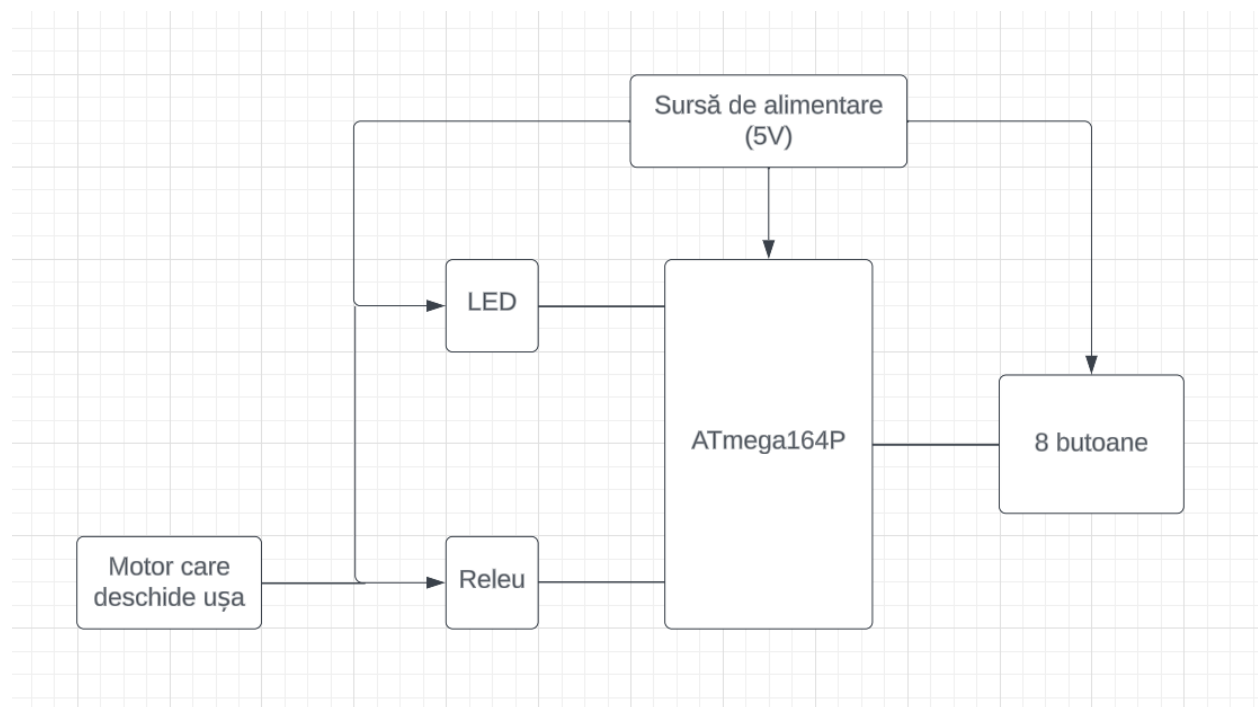 Sursă de alimentare
(5V)
LED
ATmega164P
8 butoane
Motor care
deschide ușa
Releu